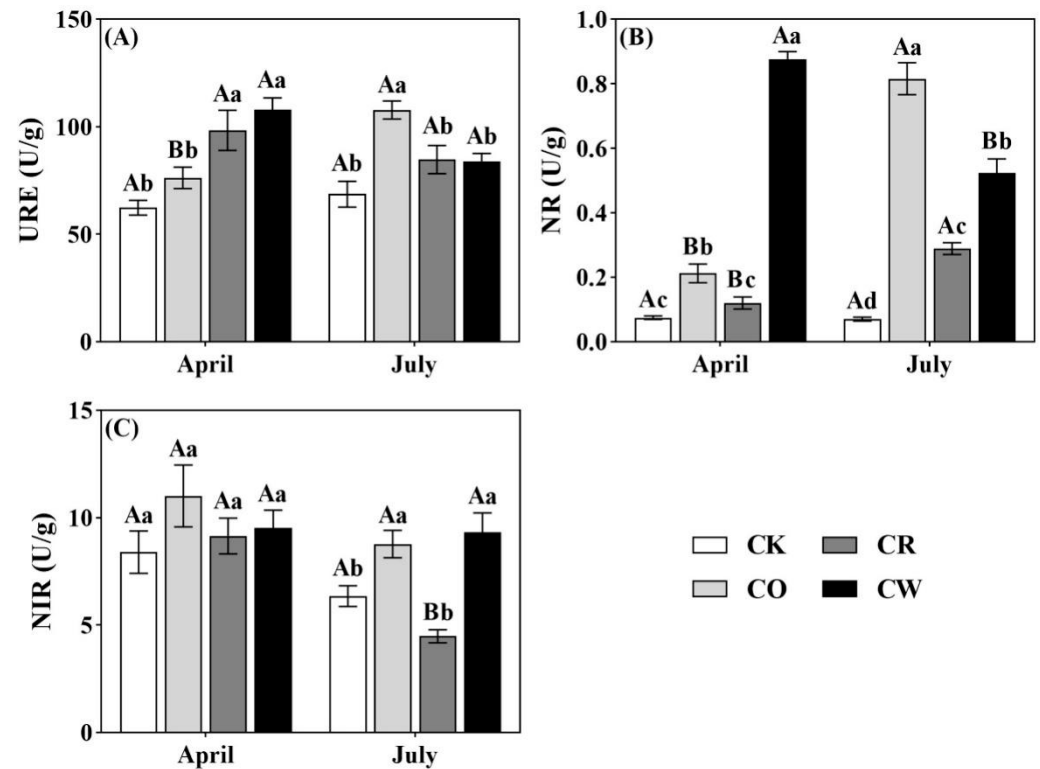 (A)
URE (U/g)
150
100
50
0
Ab Bb Aa Aa Ab Aa Ab Ab
April July
(B)
NR (U/g)
1.0
0.8
0.6
0.4
0.2
0.0
Ac Bb Bc Aa Ad Aa Ac Bb
April July
(C)
NIR (U/g)
15
10
5
0
Aa Aa Aa Aa Ab Aa Bb Aa
April July
CK CR
CO CW